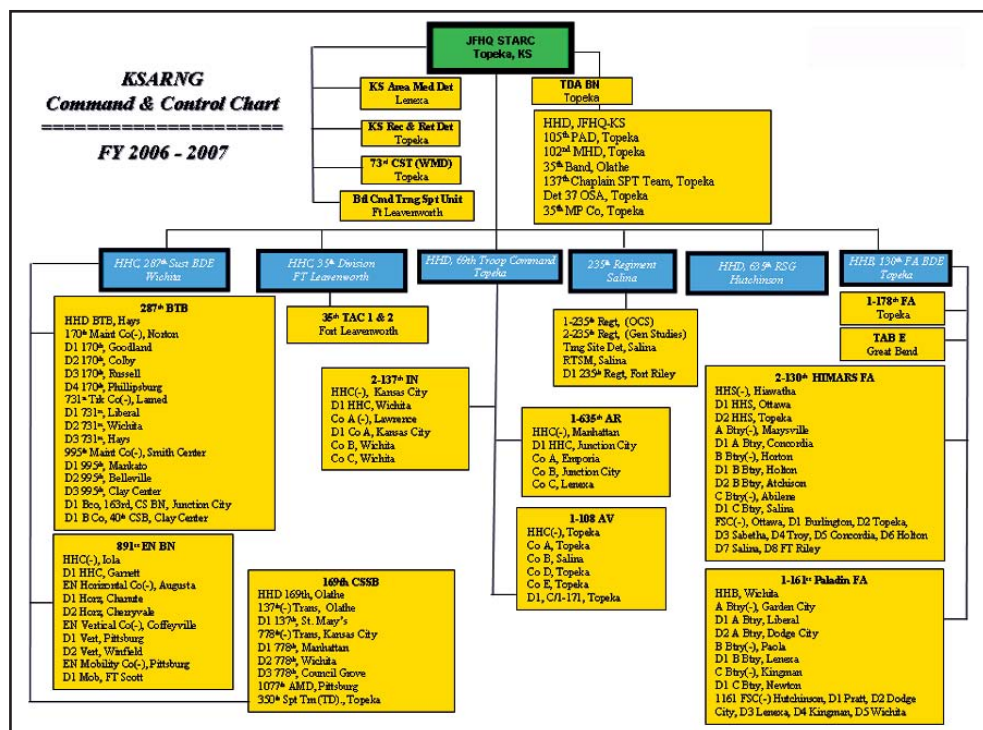 KSARNG
Command & Control Chart
=====================
FY 2006 - 2007
JFHQ STARC
Topeka, KS
KS Area Med Det
Lenexa
KS Rec & Ret Det
Topeka
73rd CST (WMD)
Topeka
Btl Cmd Trng Spt Unit
Ft Leavenworth
TDA BN
Topeka
HHD, JFHQ-KS
105th PAD, Topeka
102nd MHD, Topeka
35th Band, Olathe
137th Chaplain SPT Team, Topeka
Det 37 OSA, Topeka
35th MP Co, Topeka
HHC, 287th Sust BDE
Wichita
HHC 35th Division
FT Leavenworth
HHD, 69th Troop Command
Topeka
235th Regiment
Salina
HHD, 635th RSG
Hutchinson
HHB, 130th FA BDE
Topeka
287th BTB
HHD BTB, Hays
170th Maint Co(-), Norton
D1 170th, Goodland
D2 170th, Colby
D3 170th, Russell
D4 170th, Phillipsburg
731st Trk Co(-), Larned
D1 731st, Liberal
D2 731st, Wichita
D3 731st, Hays
995th Maint Co(-), Smith Center
D1 995th, Mankato
D2 995th, Belleville
D3 995th, Clay Center
D1 Bco, 163rd, CS BN, Junction City
D1 B Co, 40th CSB, Clay Center
891st EN BN
HHC(-), Iola
D1 HHC, Garnett
EN Horizontal Co(-), Augusta
D1 Horz, Chanute
D2 Horz, Cherryvale
EN Vertical Co(-), Coffeyville
D1 Vert, Pittsburg
D2 Vert, Winfield
EN Mobility Co(-), Pittsburg
D1 Mob, FT Scott
35th TAC 1 & 2
Fort Leavenworth
2-137th IN
HHC(-), Kansas City
D1 HHC, Wichita
Co A (-), Lawrence
D1 Co A, Kansas City
Co B, Wichita
Co C, Wichita
169th CSSB
HHD 169th, Olathe
137th(-) Trans, Olathe
D1 137th, St. Mary's
778th(-) Trans, Kansas City
D1 778th, Manhattan
D2 778th, Wichita
D3 778th, Council Grove
1077th AMD, Pittsburg
350th Spt Tm (TD)., Topeka
1-235th Regt, (OCS)
2-235th Regt, (Gen Studies)
Trng Site Det, Salina
RTSM, Salina
D1 235th Regt, Fort Riley
1-635th AR
HHC(-), Manhattan
D1 HHC, Junction City
Co A, Emporia
Co B, Junction City
Co C, Lenexa
1-108 AV
HHC(-), Topeka
Co A, Topeka
Co B, Salina
Co D, Topeka
Co E, Topeka
D1, C/1-171, Topeka
1-178th FA
Topeka
TAB E
Great Bend
2-130th HIMARS FA
HHS(-), Hiawatha
D1 HHS, Ottawa
D2 HHS, Topeka
A Btry(-), Marysville
D1 A Btry, Concordia
B Btry(-), Horton
D1 B Btry, Holton
D2 B Btry, Atchison
C Btry(-), Abilene
D1 C Btry, Salina
FSC(-), Ottawa, D1 Burlington, D2 Topeka,
D3 Sabetha, D4 Troy, D5 Concordia, D6 Holton
D7 Salina, D8 FT Riley
1-161st Paladin FA
HHB, Wichita
A Btry(-), Garden City
D1 A Btry, Liberal
D2 A Btry, Dodge City
B Btry(-), Paola
D1 B Btry, Lenexa
C Btry(-), Kingman
D1 C Btry, Newton
1161 FSC(-) Hutchinson, D1 Pratt, D2 Dodge
City, D3 Lenexa, D4 Kingman, D5 Wichita